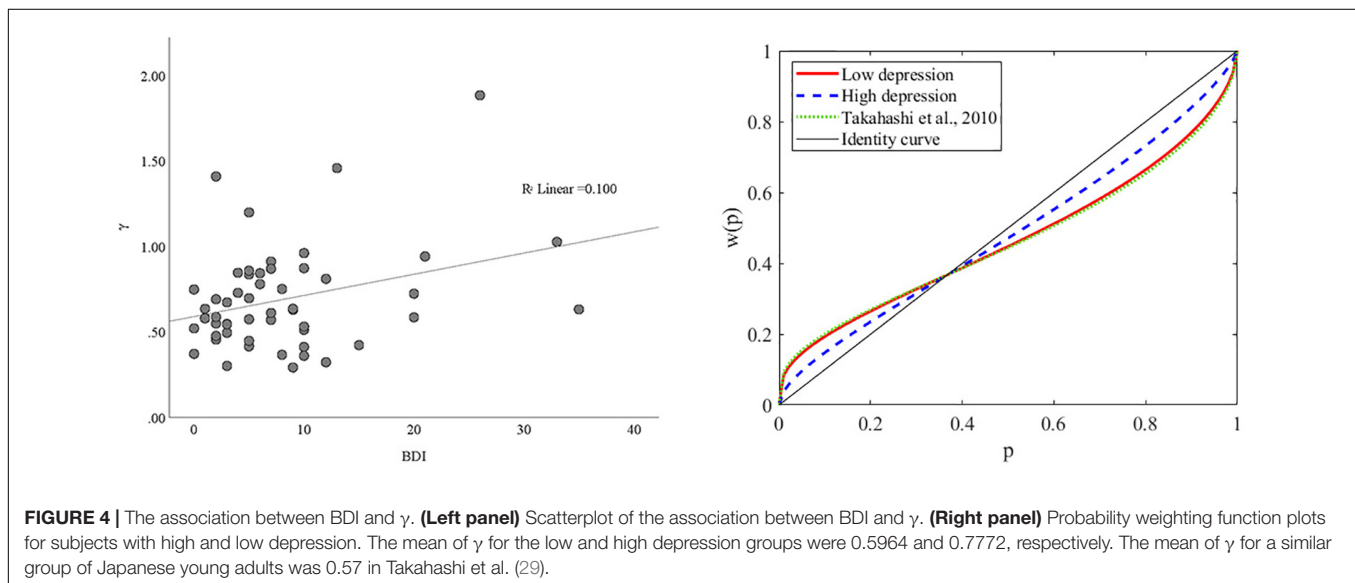 2.00
1.50
1.00
.50
.00
γ
R² Linear =0.100
0 10 20 30 40
BDI
1
0.8
0.6
0.4
0.2
0
w(p)
Low depression
High depression
Takahashi et al., 2010
Identity curve
0 0.2 0.4 0.6 0.8 1
p
FIGURE 4 | The association between BDI and γ. (Left panel) Scatterplot of the association between BDI and γ. (Right panel) Probability weighting function plots
for subjects with high and low depression. The mean of γ for the low and high depression groups were 0.5964 and 0.7772, respectively. The mean of γ for a similar
group of Japanese young adults was 0.57 in Takahashi et al. (29).